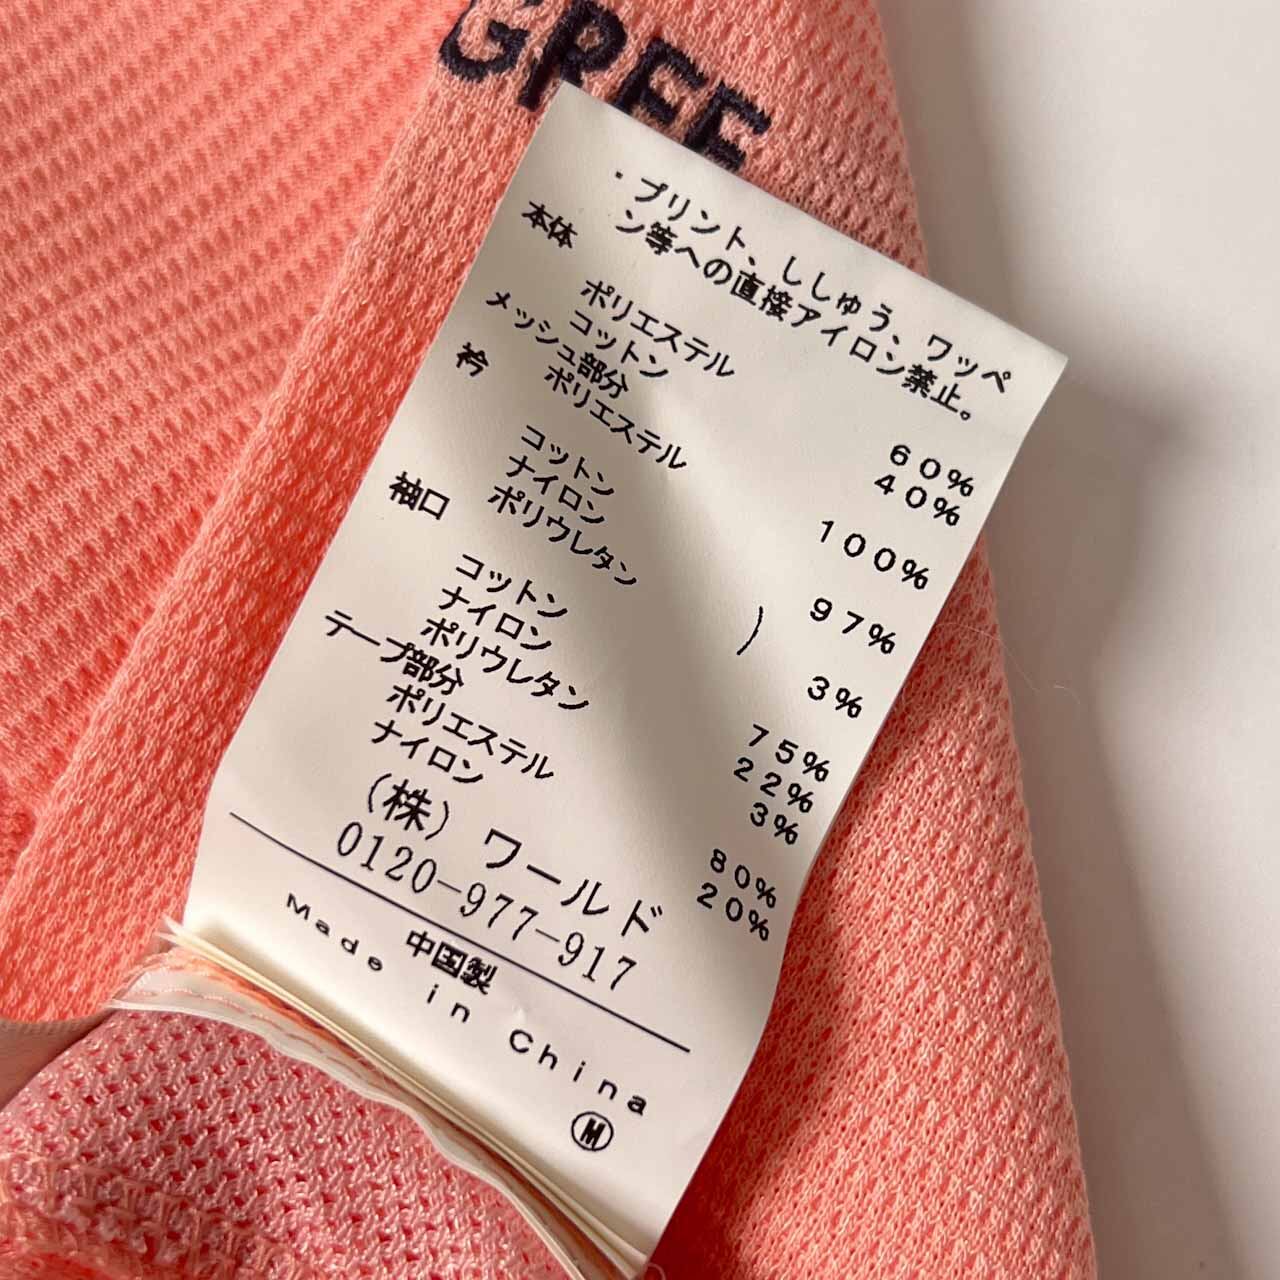 GREE
・プリント、ししゅう、ワッペ
ン等への直接アイロン禁止。
本体
ポリエステル 60%
コットン 40%
メッシュ部分
ポリエステル 100%
衿
コットン
ナイロン ) 97%
ポリウレタン 3%
袖口
コットン 75%
ナイロン 22%
ポリウレタン 3%
テープ部分
ポリエステル 80%
ナイロン 20%
(株) ワールド
0120-977-917
中国製
Made in China
M